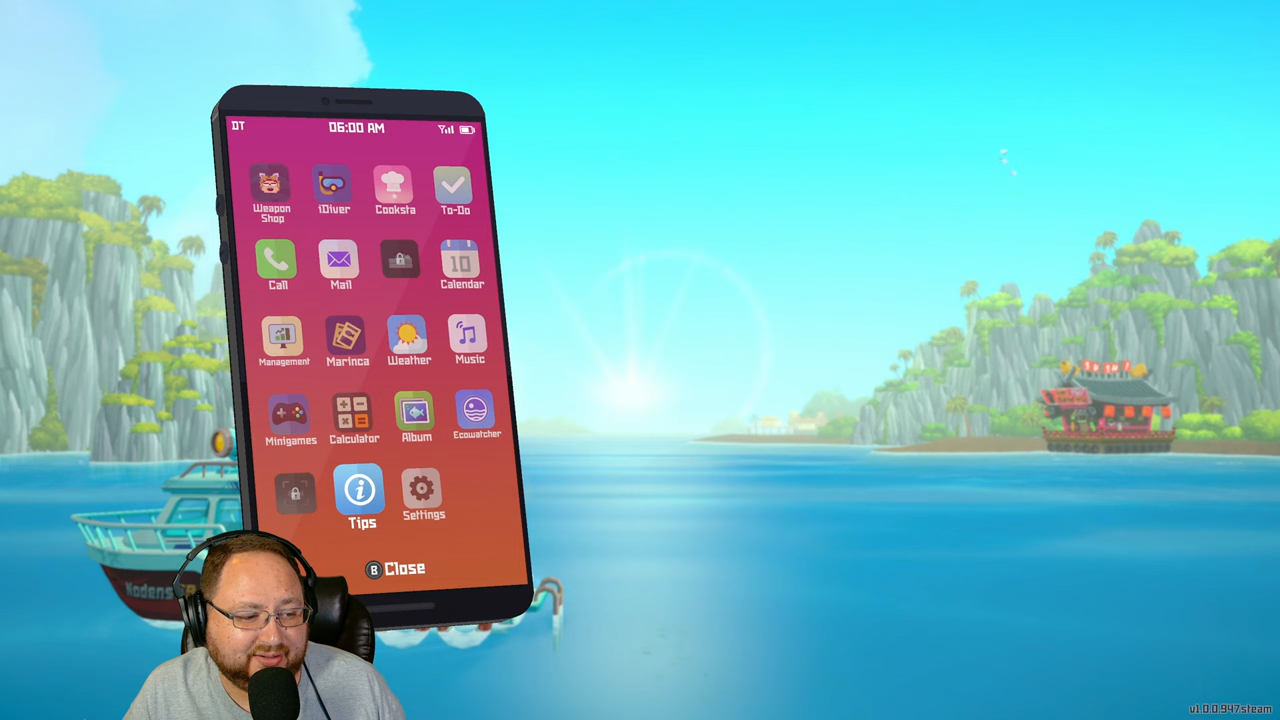 DT
06:00 AM
Weapon
Shop
iDiver
Cooksta
To-Do
Call
Mail
10
Calendar
Management
Marinca
Weather
Music
Minigames
Calculator
Album
Ecowatcher
Tips
Settings
B Close
v1.0.0.947.steam